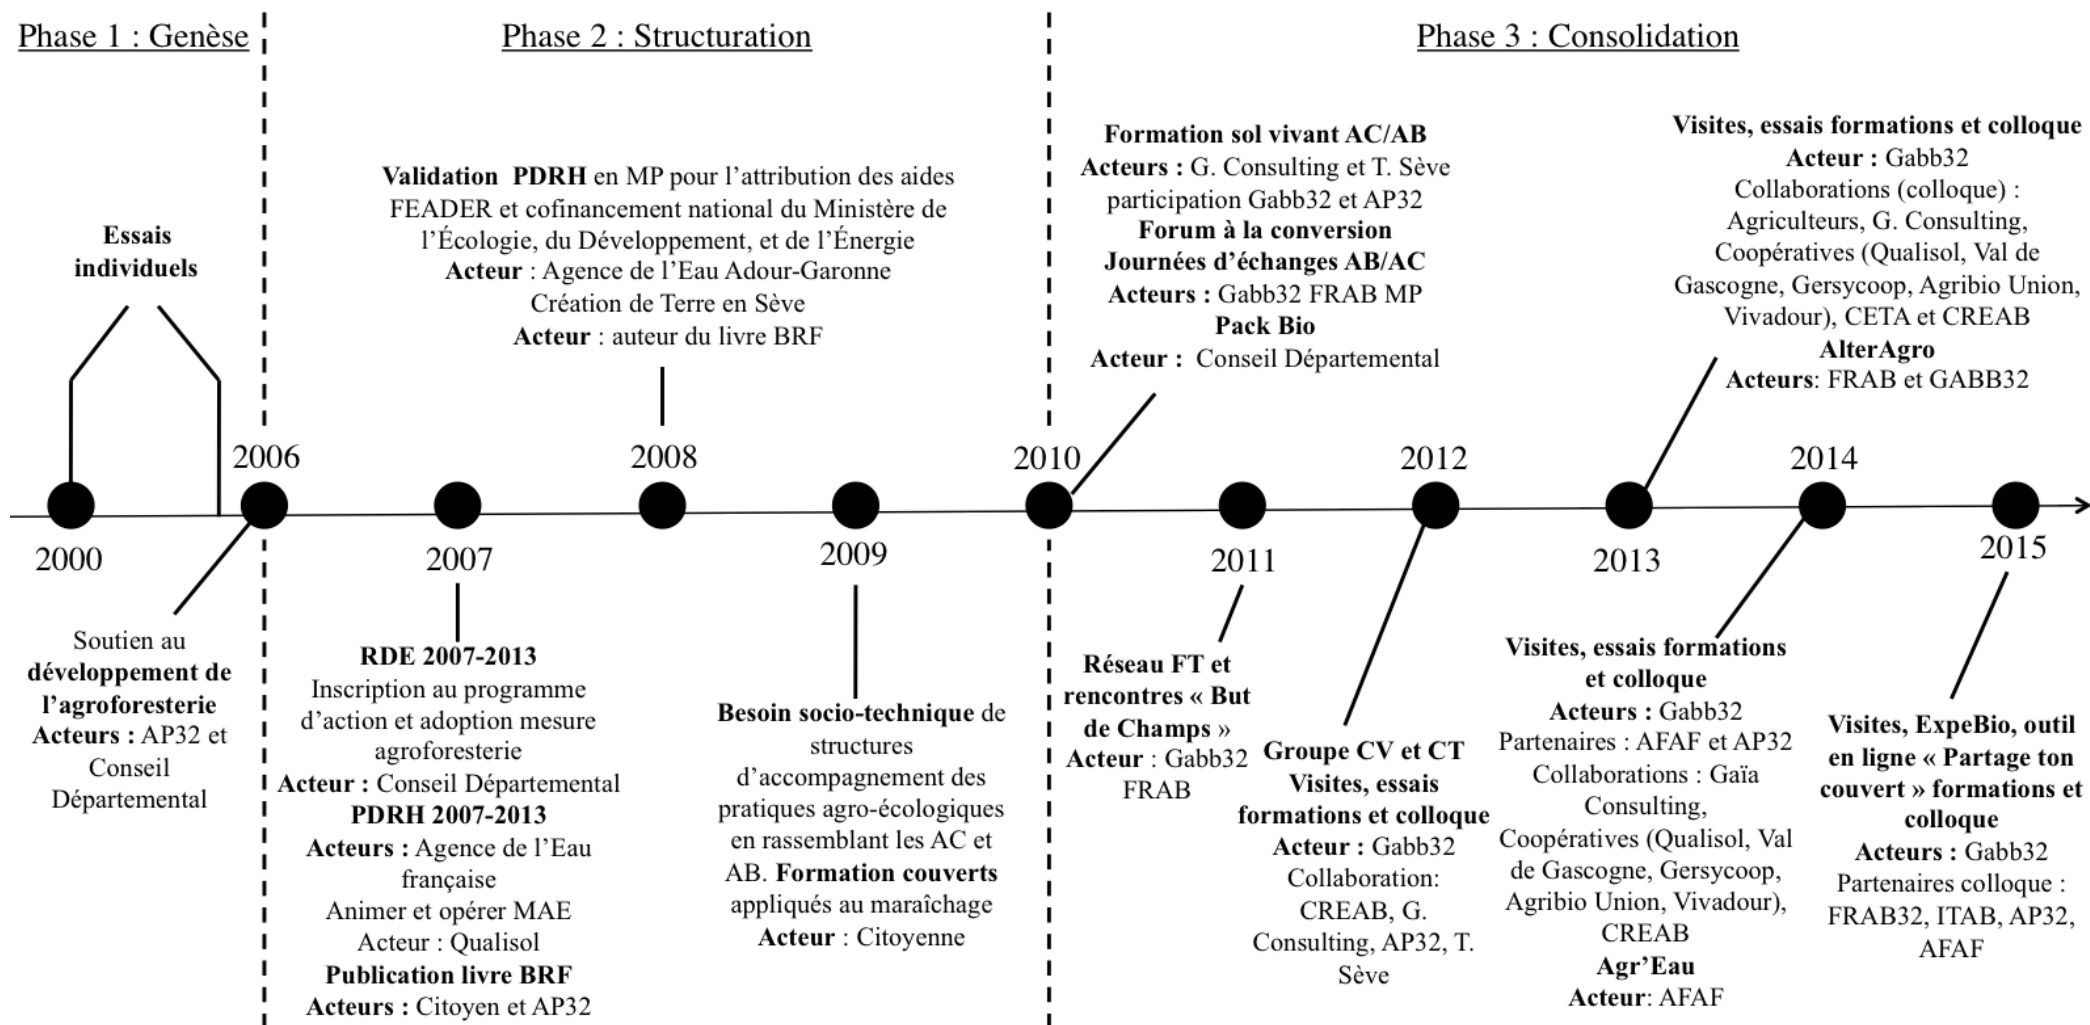 Phase 1 : Genèse
Phase 2 : Structuration
Phase 3 : Consolidation
Essais
individuels
Validation PDRH en MP pour l’attribution des aides
FEADER et cofinancement national du Ministère de
l’Écologie, du Développement, et de l’Énergie
Acteur : Agence de l’Eau Adour-Garonne
Création de Terre en Sève
Acteur : auteur du livre BRF
Formation sol vivant AC/AB
Acteurs : G. Consulting et T. Sève
participation Gabb32 et AP32
Forum à la conversion
Journées d’échanges AB/AC
Acteurs : Gabb32 FRAB MP
Pack Bio
Acteur : Conseil Départemental
Visites, essais formations et colloque
Acteur : Gabb32
Collaborations (colloque) :
Agriculteurs, G. Consulting,
Coopératives (Qualisol, Val de
Gascogne, Gersycoop, Agribio Union,
Vivadour), CETA et CREAB
AlterAgro
Acteurs: FRAB et GABB32
2006
2008
2010
2012
2014
2000
2007
2009
2011
2013
2015
Soutien au
développement de
l’agroforesterie
Acteurs : AP32 et
Conseil
Départemental
RDE 2007-2013
Inscription au programme
d’action et adoption mesure
agroforesterie
Acteur : Conseil Départemental
PDRH 2007-2013
Acteurs : Agence de l’Eau
française
Animer et opérer MAE
Acteur : Qualisol
Publication livre BRF
Acteurs : Citoyen et AP32
Besoin socio-technique de
structures
d’accompagnement des
pratiques agro-écologiques
en rassemblant les AC et
AB. Formation couverts
appliqués au maraîchage
Acteur : Citoyenne
Réseau FT et
rencontres « But
de Champs »
Acteur : Gabb32
FRAB
Groupe CV et CT
Visites, essais
formations et colloque
Acteur : Gabb32
Collaboration:
CREAB, G.
Consulting, AP32, T.
Sève
Visites, essais formations
et colloque
Acteurs : Gabb32
Partenaires : AFAF et AP32
Collaborations : Gaïa
Consulting,
Coopératives (Qualisol, Val
de Gascogne, Gersycoop,
Agribio Union, Vivadour),
CREAB
Agr’Eau
Acteur: AFAF
Visites, ExpeBio, outil
en ligne « Partage ton
couvert » formations et
colloque
Acteurs : Gabb32
Partenaires colloque :
FRAB32, ITAB, AP32,
AFAF